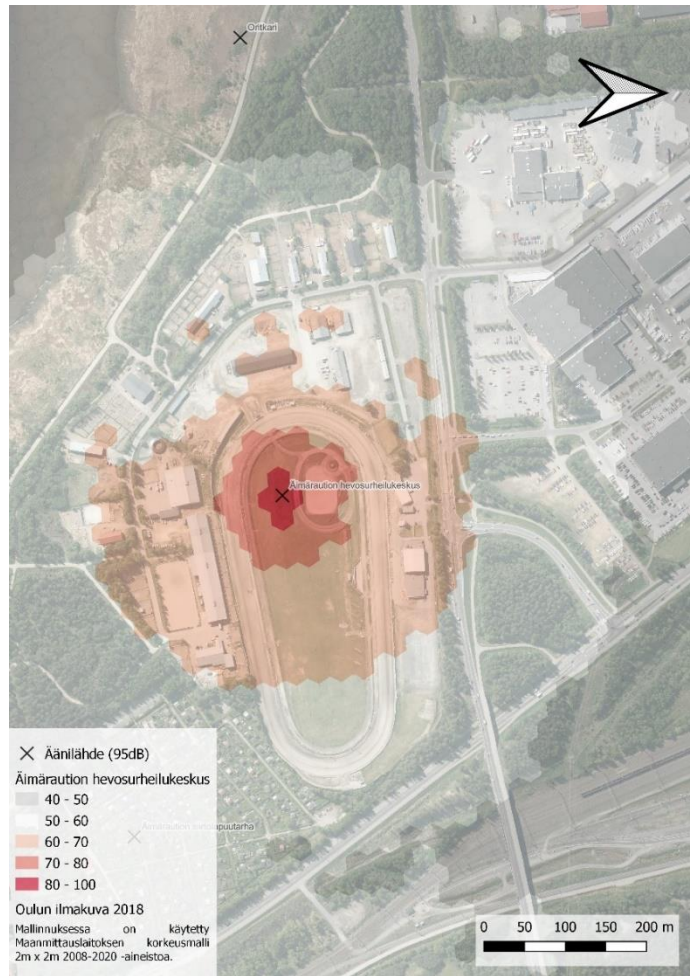 Oritkari
Äimäraution hevosurheilukeskus
Äimäraution siirtolapuutarha
Äänilähde (95dB)
Äimäraution hevosurheilukeskus
40 - 50
50 - 60
60 - 70
70 - 80
80 - 100
Oulun ilmakuva 2018
Mallinnuksessa on käytetty
Maanmittauslaitoksen korkeusmalli
2m x 2m 2008-2020 -aineistoa.
0 50 100 150 200 m